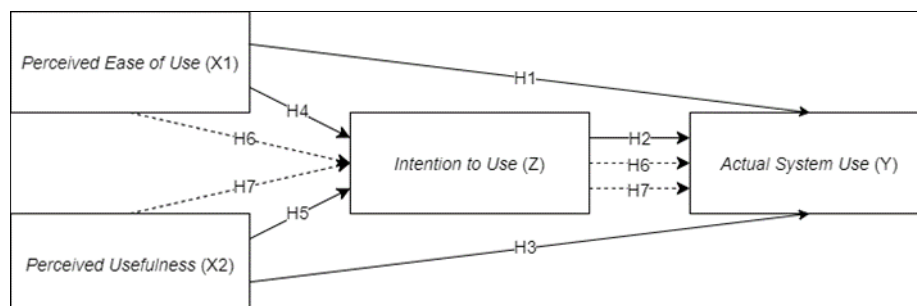 Perceived Ease of Use (X1)
H1
H4
H6
H2
Intention to Use (Z)
H6
Actual System Use (Y)
H7
H7
H5
H3
Perceived Usefulness (X2)